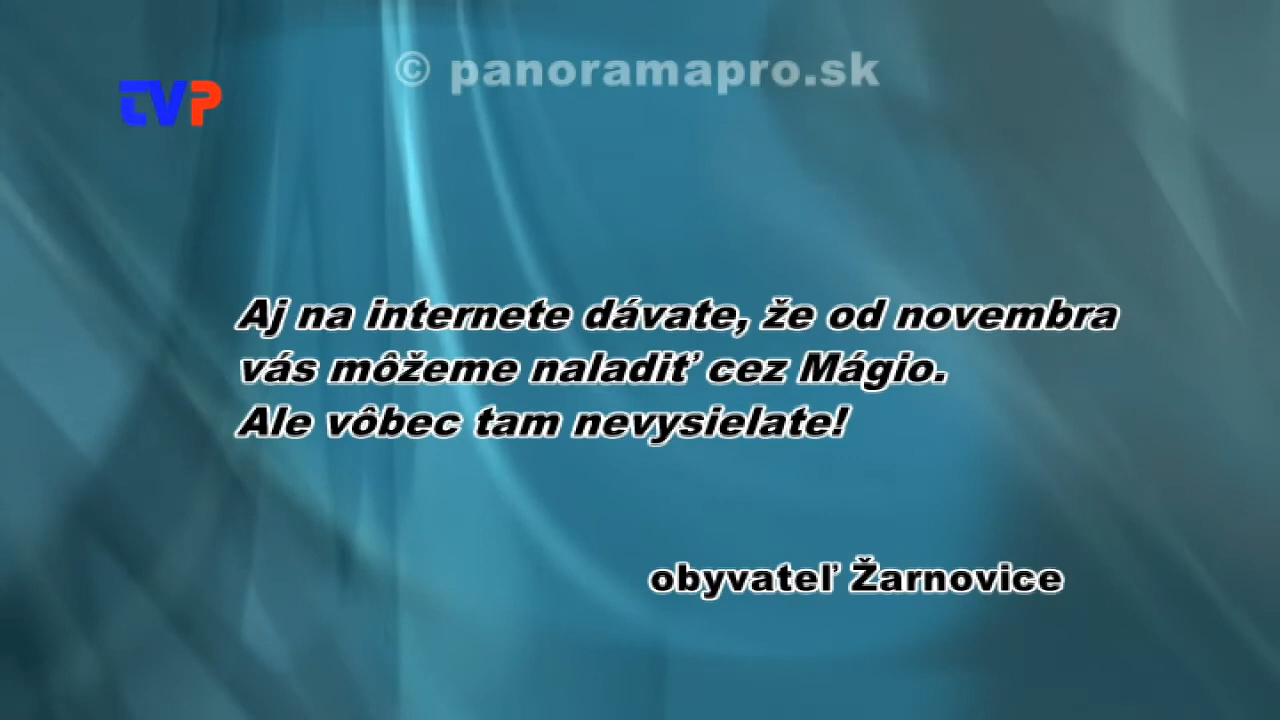 © panoramapro.sk
TVP
Aj na internete dávate, že od novembra
vás môžeme naladiť cez Mágio.
Ale vôbec tam nevysielate!
obyvateľ Žarnovice